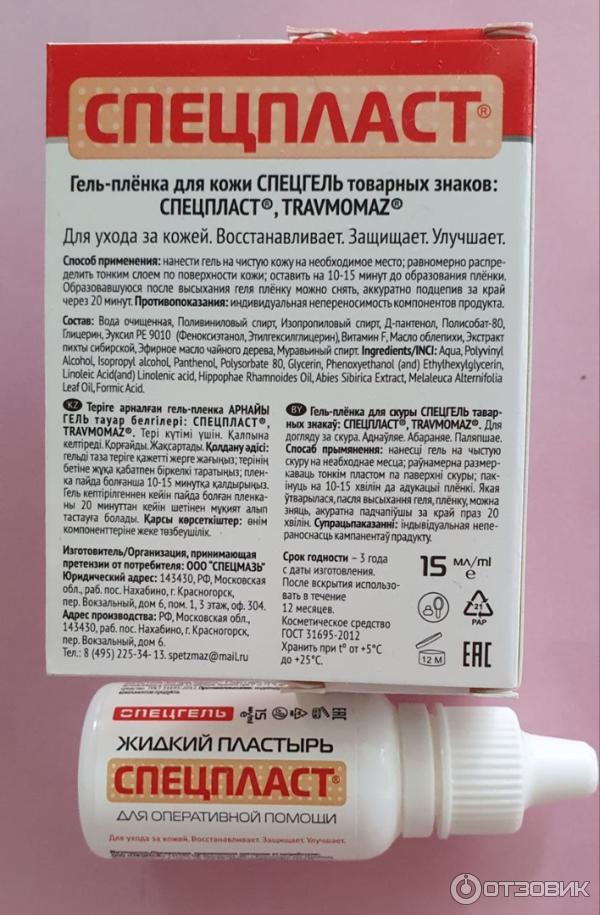 СПЕЦПЛАСТ®
Гель-плёнка для кожи СПЕЦГЕЛЬ товарных знаков:
СПЕЦПЛАСТ®, TRAVMOMAZ®
Для ухода за кожей. Восстанавливает. Защищает. Улучшает.
Способ применения: нанести гель на чистую кожу на необходимое место; равномерно распре-
делить тонким слоем по поверхности кожи; оставить на 10-15 минут до образования плёнки.
Образовавшуюся после высыхания геля плёнку можно снять, аккуратно подцепив за край
через 20 минут. Противопоказания: индивидуальная непереносимость компонентов продукта.
Состав: Вода очищенная, Поливиниловый спирт, Изопропиловый спирт, Д-пантенол, Полисобат-80,
Глицерин, Эуксил РЕ 9010 (Феноксиэтанол, Этилгексилглицерин), Витамин F, Масло облепихи, Экстракт
пихты сибирской, Эфирное масло чайного дерева, Муравьиный спирт. Ingredients/INCI: Aqua, Polyvinyl
Alcohol, Isopropyl alcohol, Panthenol, Polysorbate 80, Glycerin, Phenoxyethanol (and) Ethylhexylglycerin,
Linoleic Acid(and) Linolenic acid, Hippophae Rhamnoides Oil, Abies Sibirica Extract, Melaleuca Alternifolia
Leaf Oil, Formic Acid.
KZ Теріге арналған гель-пленка АРНАЙЫ
ГЕЛЬ тауар белгілері: СПЕЦПЛАСТ®,
TRAVMOMAZ®. Тері күтімі үшін. Қалпына
келтіреді. Қорғайды. Жақсартады. Қолдану әдісі:
гельді таза теріге қажетті жерге жағыңыз; терінің
бетіне жұқа қабатпен біркелкі таратыңыз; плен-
ка пайда болғанша 10-15 минутқа қалдырыңыз.
Гель кептірілгеннен кейін пайда болған пленка-
ны 20 минуттан кейін шетінен мұқият алып
тастауға болады. Қарсы көрсеткіштер: өнім
компоненттеріне жеке төзбеушілік.
BY Гель-плёнка для скуры СПЕЦГЕЛЬ тавар-
ных знакаў: СПЕЦПЛАСТ®, TRAVMOMAZ®. Для
догляду за скура. Аднаўляе. Абараняе. Паляпшае.
Спосаб прымянення: нанесці гель на чыстую
скуру на неабходнае месца; раўнамерна размер-
каваць тонкім пластом па паверхні скуры; пак-
інуць на 10-15 хвілін да адукацыі плёнкі. Якая
ўтварылася, пасля высыхання геля, плёнку, можна
зняць, акуратна падчапіўшы за край праз 20
хвілін. Супрацьпаказанні: індывідуальная непе-
раноснасць кампанентаў прадукту.
Изготовитель/Организация, принимающая
претензии от потребителя: ООО "СПЕЦМАЗЬ"
Юридический адрес: 143430, РФ, Московская
обл., раб. пос. Нахабино, г. Красногорск,
пер. Вокзальный, дом 6, пом. 1, 3 этаж, оф. 304.
Адрес производства: РФ, Московская обл.,
143430, раб. пос. Нахабино, г. Красногорск,
пер. Вокзальный, дом 6.
Тел.: 8 (495) 225-34- 13. spetzmaz@mail.ru
Срок годности – 3 года
с даты изготовления.
После вскрытия использо-
вать в течение
12 месяцев.
Косметическое средство
ГОСТ 31695-2012
Хранить при t° от +5°C
до +25°C.
15 мл/ml
e
21
PAP
12 M
EAC
СПЕЦГЕЛЬ
15
ЖИДКИЙ ПЛАСТЫРЬ
СПЕЦПЛАСТ®
ДЛЯ ОПЕРАТИВНОЙ ПОМОЩИ
Для ухода за кожей. Восстанавливает. Защищает. Улучшает.
ОТЗОВИК